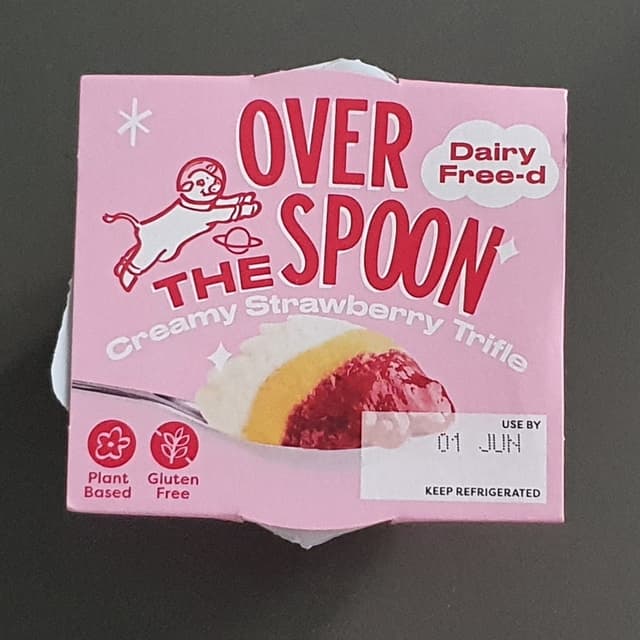 OVER
THE SPOON
Creamy Strawberry Trifle
Dairy
Free-d
Plant
Based
Gluten
Free
USE BY
01 JUN
KEEP REFRIGERATED